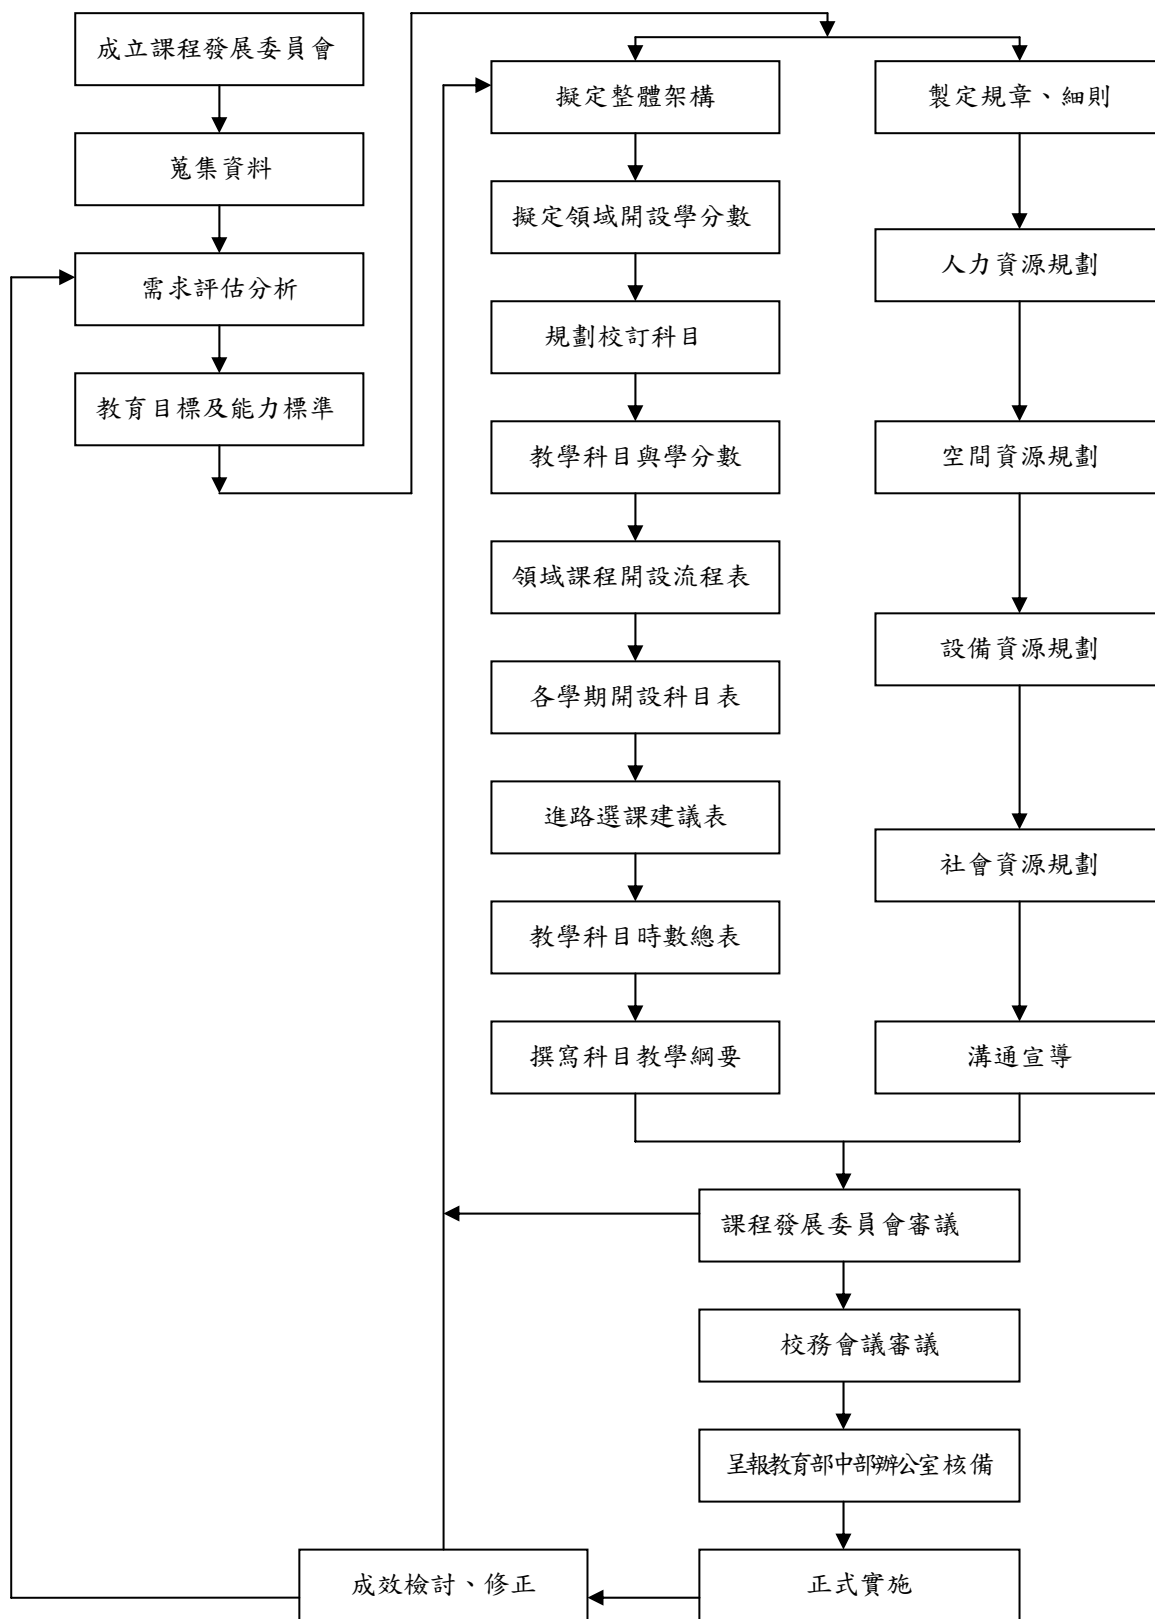 成立課程發展委員會
蒐集資料
需求評估分析
教育目標及能力標準
擬定整體架構
擬定領域開設學分數
規劃校訂科目
教學科目與學分數
領域課程開設流程表
各學期開設科目表
進路選課建議表
教學科目時數總表
撰寫科目教學綱要
製定規章、細則
人力資源規劃
空間資源規劃
設備資源規劃
社會資源規劃
溝通宣導
課程發展委員會審議
校務會議審議
呈報教育部中部辦公室核備
正式實施
成效檢討、修正